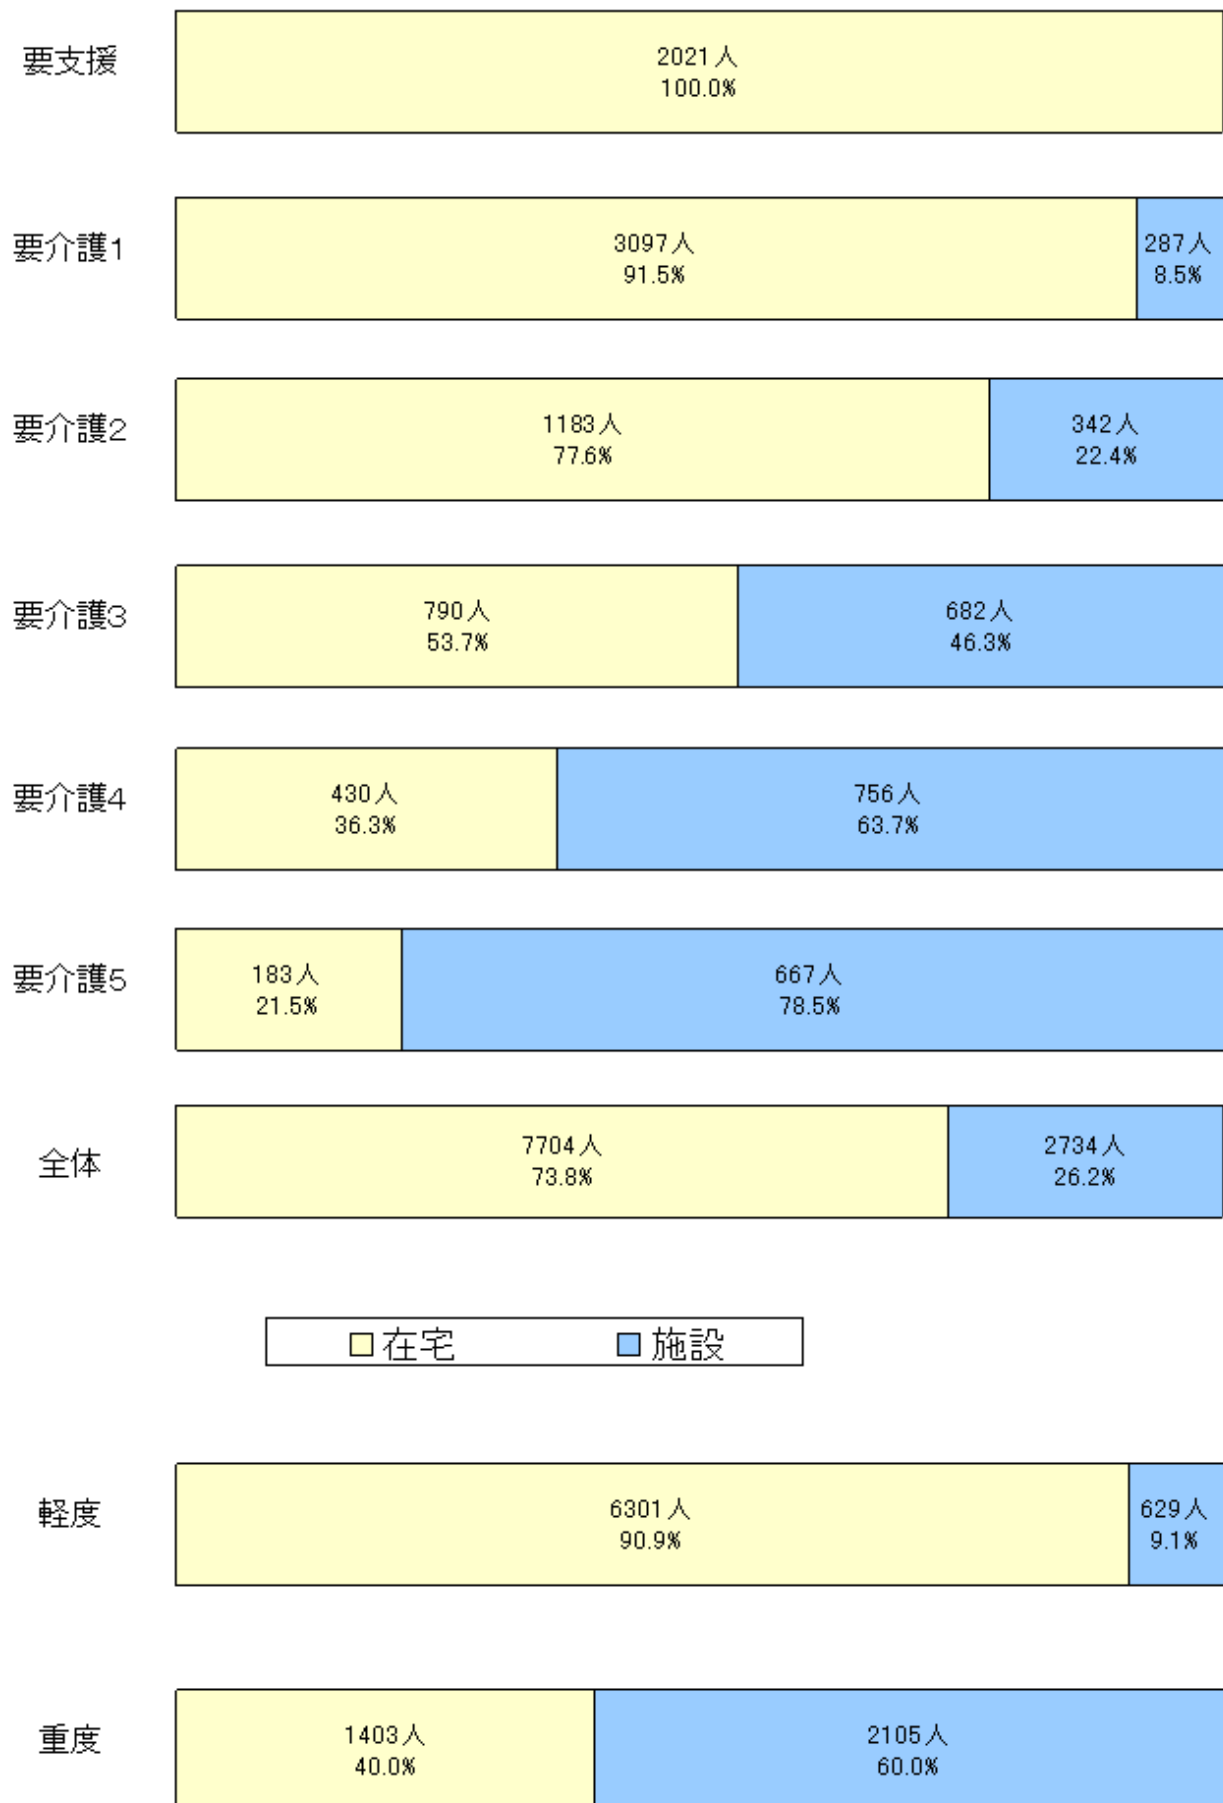 要支援
2021人
100.0%
要介護1
3097人
91.5%
287人
8.5%
要介護2
1183人
77.6%
342人
22.4%
要介護3
790人
53.7%
682人
46.3%
要介護4
430人
36.3%
756人
63.7%
要介護5
183人
21.5%
667人
78.5%
全体
7704人
73.8%
2734人
26.2%
在宅 施設
軽度
6301人
90.9%
629人
9.1%
重度
1403人
40.0%
2105人
60.0%